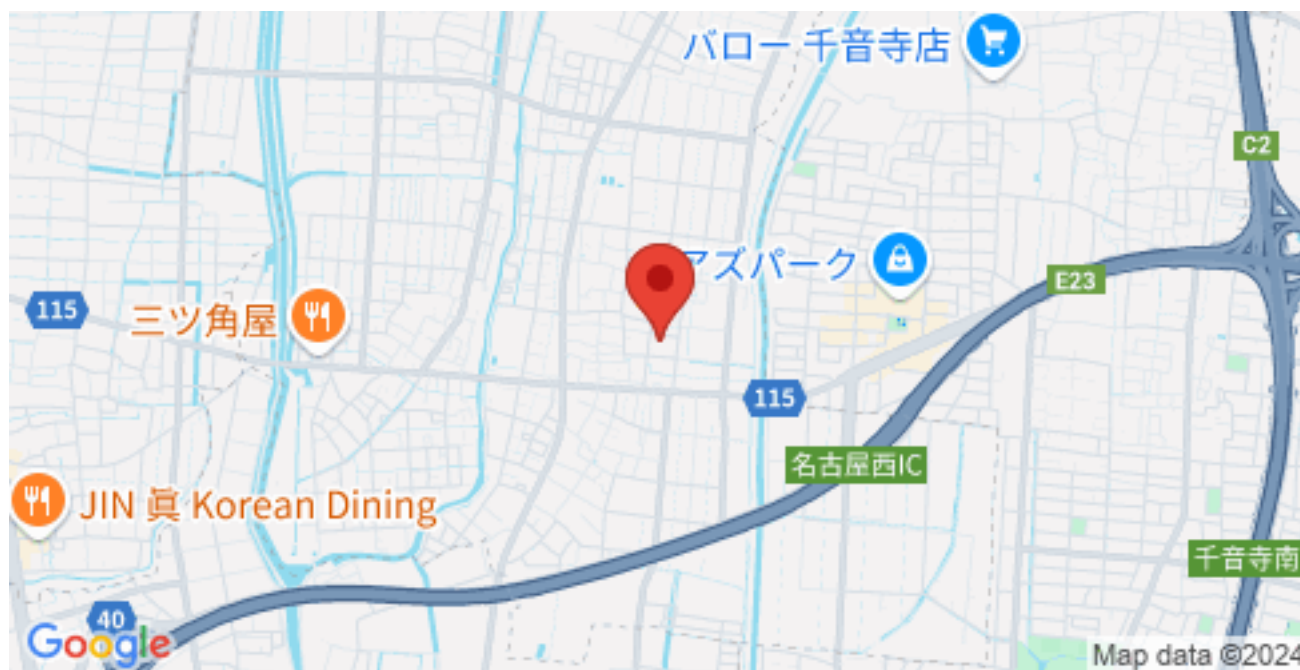 バロー 千音寺店
C2
アズパーク
E23
115
三ツ角屋
115
名古屋西IC
JIN 眞 Korean Dining
千音寺南
40
Google
Map data ©2024